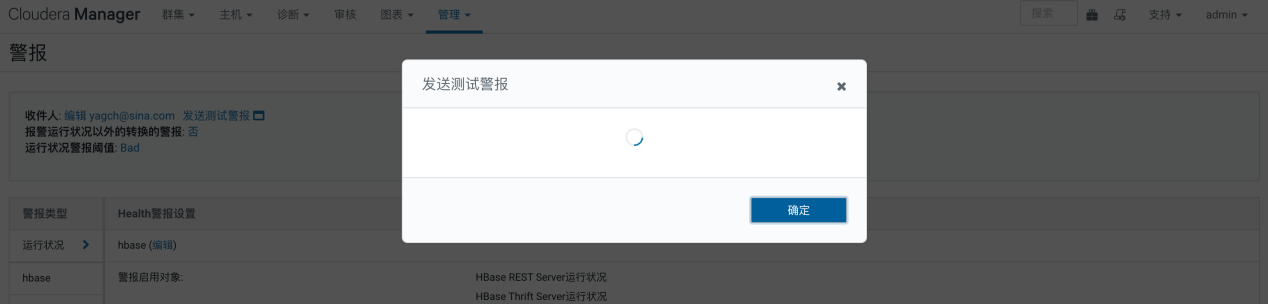 Cloudera Manager 群集 主机 诊断 审核 图表 管理 搜索 支持 admin
警报
发送测试警报
收件人: 编辑 yagch@sina.com 发送测试警报
报警运行状况以外的转换的警报: 否
运行状况警报阈值: Bad
确定
警报类型 Health警报设置
运行状况 hbase (编辑)
hbase 警报启用对象: HBase REST Server运行状况
HBase Thrift Server运行状况